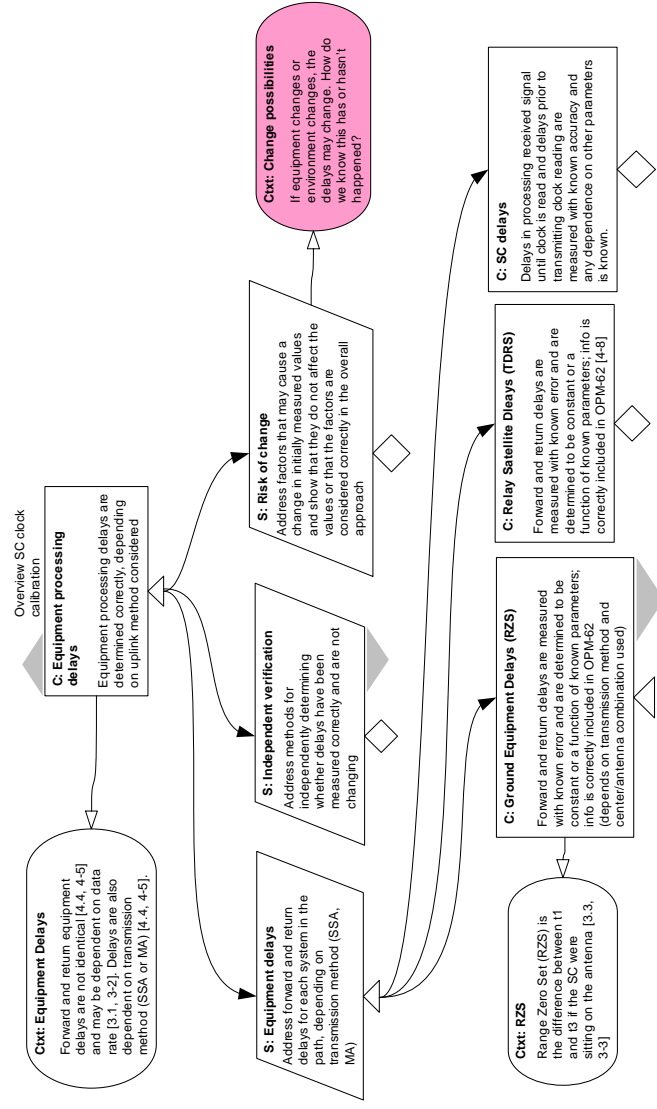 Overview SC clock
calibration
Ctxt: Equipment Delays
Forward and return equipment
delays are not identical [4.4, 4-5]
and may be dependent on data
rate [3.1, 3-2]. Delays are also
dependent on transmission
method (SSA or MA) [4.4, 4-5].
C: Equipment processing
delays
Equipment processing delays are
determined correctly, depending
on uplink method considered
S: Equipment delays
Address forward and return
delays for each system in the
path, depending on
transmission method (SSA,
MA)
S: Independent verification
Address methods for
independently determining
whether delays have been
measured correctly and are not
changing
S: Risk of change
Address factors that may cause a
change in initially measured values
and show that they do not affect the
values or that the factors are
considered correctly in the overall
approach
Ctxt: Change possibilities
If equipment changes or
environment changes, the
delays may change. How do
we know this has or hasn't
happened?
Ctxt: RZS
Range Zero Set (RZS) is
the difference between t1
and t3 if the SC were
sitting on the antenna [3.3,
3-3]
C: Ground Equipment Delays (RZS)
Forward and return delays are measured
with known error and are determined to be
constant or a function of known parameters;
info is correctly included in OPM-62
(depends on transmission method and
center/antenna combination used)
C: Relay Satellite Dleays (TDRS)
Forward and return delays are
measured with known error and are
determined to be constant or a
function of known parameters; info is
correctly included in OPM-62 [4-8]
C: SC delays
Delays in processing received signal
until clock is read and delays prior to
transmitting clock reading are
measured with known accuracy and
any dependence on other parameters
is known.